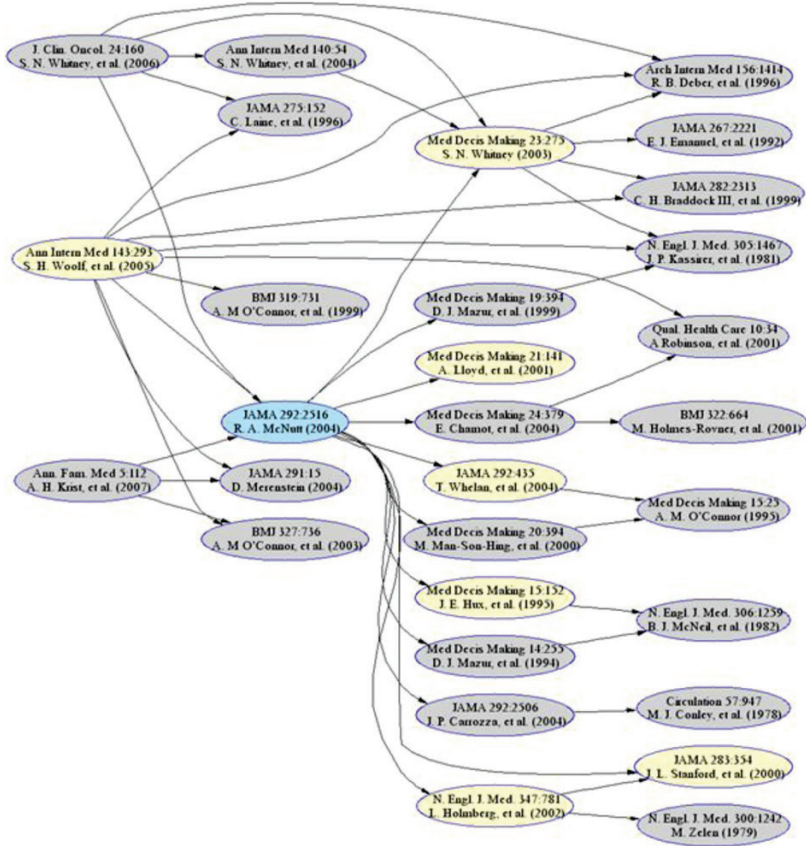 J. Clin. Oncol. 24:160
S. N. Whitney, et al. (2006)
Ann Intern Med 140:54
S. N. Whitney, et al. (2004)
JAMA 275:152
C. Laine, et al. (1996)
Arch Intern Med 156:1414
R. B. Deber, et al. (1996)
Med Decis Making 23:275
S. N. Whitney (2003)
JAMA 267:2221
E. J. Emanuel, et al. (1992)
JAMA 282:2313
C. H. Braddock III, et al. (1999)
Ann Intern Med 143:293
S. H. Woolf, et al. (2005)
N. Engl. J. Med. 305:1467
J. P. Kassirer, et al. (1981)
BMJ 319:731
A. M O'Connor, et al. (1999)
Med Decis Making 19:394
D. J. Mazur, et al. (1999)
Qual. Health Care 10:34
A Robinson, et al. (2001)
Med Decis Making 21:141
A. Lloyd, et al. (2001)
JAMA 292:2516
R. A. McNutt (2004)
Med Decis Making 24:379
E. Chamot, et al. (2004)
BMJ 322:664
M. Holmes-Rovner, et al. (2001)
Ann. Fam. Med 5:112
A. H. Krist, et al. (2007)
JAMA 291:15
D. Merenstein (2004)
JAMA 292:435
T. Whelan, et al. (2004)
Med Decis Making 15:25
A. M. O'Connor (1995)
BMJ 327:736
A. M O'Connor, et al. (2003)
Med Decis Making 20:394
M. Man-Son-Hing, et al. (2000)
Med Decis Making 15:152
J. E. Hux, et al. (1995)
N. Engl. J. Med. 306:1259
B. J. McNeil, et al. (1982)
Med Decis Making 14:255
D. J. Mazur, et al. (1994)
JAMA 292:2506
J. P. Carrozza, et al. (2004)
Circulation 57:947
M. J. Conley, et al. (1978)
JAMA 283:354
J. L. Stanford, et al. (2000)
N. Engl. J. Med. 347:781
L. Holmberg, et al. (2002)
N. Engl. J. Med. 300:1242
M. Zelen (1979)